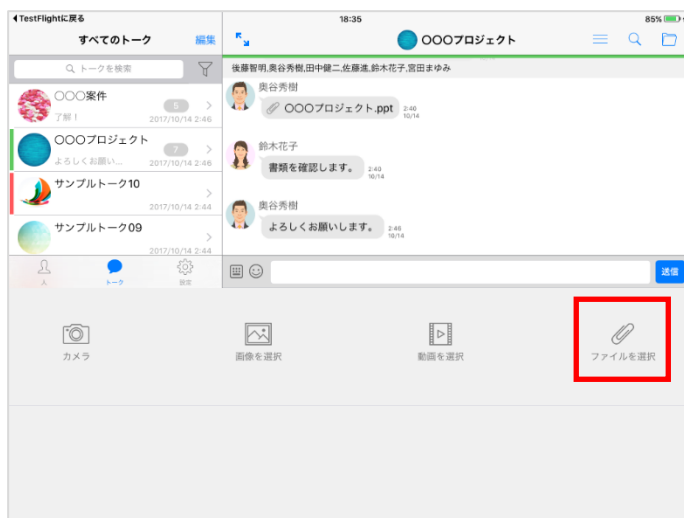 TestFlightに戻る
18:35
85%
すべてのトーク
編集
〇〇〇プロジェクト
トークを検索
後藤智明,奥谷秀樹,田中健二,佐藤進,鈴木花子,宮田まゆみ
〇〇〇案件
5
了解！
2017/10/14 2:46
〇〇〇プロジェクト
7
よろしくお願い...
2017/10/14 2:46
サンプルトーク10
2017/10/14 2:44
サンプルトーク09
2017/10/14 2:44
人
トーク
設定
奥谷秀樹
〇〇〇プロジェクト.ppt
2:40
10/14
鈴木花子
書類を確認します。
2:40
10/14
奥谷秀樹
よろしくお願いします。
2:46
10/14
送信
カメラ
画像を選択
動画を選択
ファイルを選択